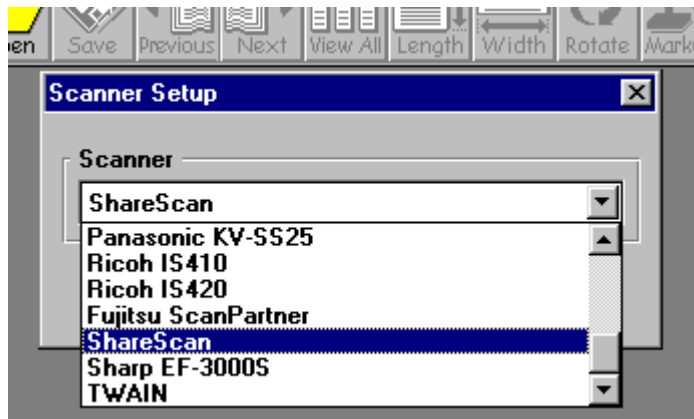 en Save Previous Next View All Length Width Rotate Mark
Scanner Setup
Scanner
ShareScan
Panasonic KV-SS25
Ricoh IS410
Ricoh IS420
Fujitsu ScanPartner
ShareScan
Sharp EF-3000S
TWAIN